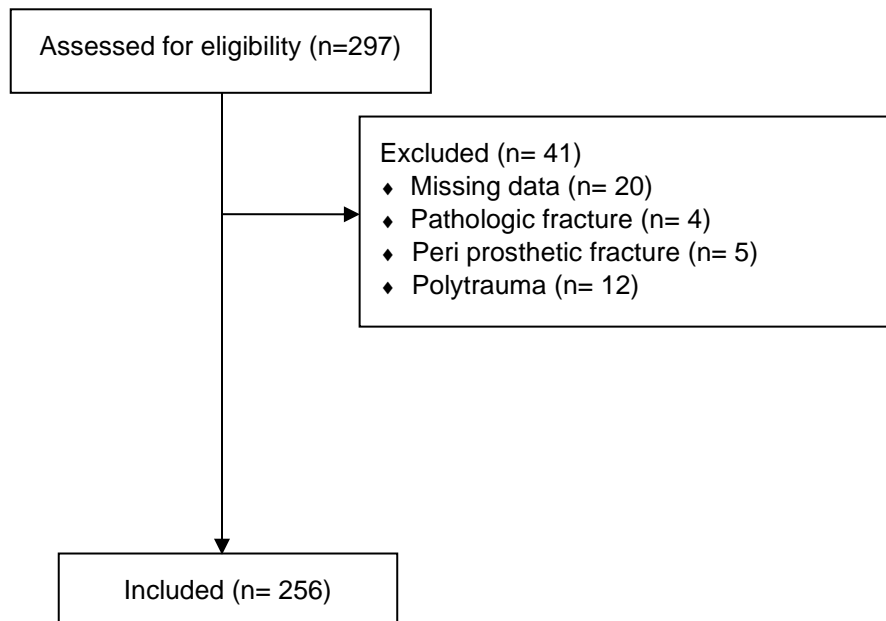 Assessed for eligibility (n=297)
Excluded (n= 41)
♦ Missing data (n= 20)
♦ Pathologic fracture (n= 4)
♦ Peri prosthetic fracture (n= 5)
♦ Polytrauma (n= 12)
Included (n= 256)